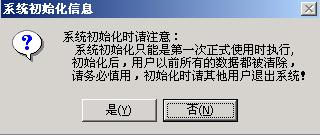 系统初始化信息
系统初始化时请注意：
系统初始化只能是第一次正式使用时执行,
初始化后，用户以前所有的数据都被清除，
请务必慎用，初始化时请其他用户退出系统!
是(Y)
否(N)